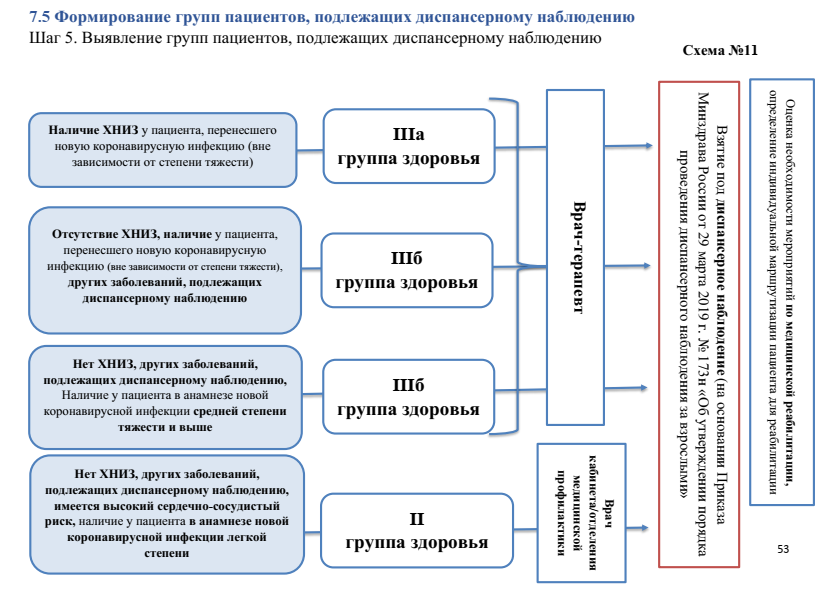 7.5 Формирование групп пациентов, подлежащих диспансерному наблюдению
Шаг 5. Выявление групп пациентов, подлежащих диспансерному наблюдению
Схема №11
Наличие ХНИЗ у пациента, перенесшего
новую коронавирусную инфекцию (вне
зависимости от степени тяжести)
IIIа
группа здоровья
Отсутствие ХНИЗ, наличие у пациента,
перенесшего новую коронавирусную
инфекцию (вне зависимости от степени тяжести),
других заболеваний, подлежащих
диспансерному наблюдению
IIIб
группа здоровья
Нет ХНИЗ, других заболеваний,
подлежащих диспансерному наблюдению,
Наличие у пациента в анамнезе новой
коронавирусной инфекции средней степени
тяжести и выше
IIIб
группа здоровья
Нет ХНИЗ, других заболеваний,
подлежащих диспансерному наблюдению,
имеется высокий сердечно-сосудистый
риск, наличие у пациента в анамнезе новой
коронавирусной инфекции легкой
степени
II
группа здоровья
Врач-терапевт
Врач
кабинета/отделения
медицинской
профилактики
Взятие под диспансерное наблюдение (на основании Приказа
Минздрава России от 29 марта 2019 г. № 173н «Об утверждении порядка
проведения диспансерного наблюдения за взрослыми»
Оценка необходимости мероприятий по медицинской реабилитации,
определение индивидуальной маршрутизации пациента для реабилитации
53